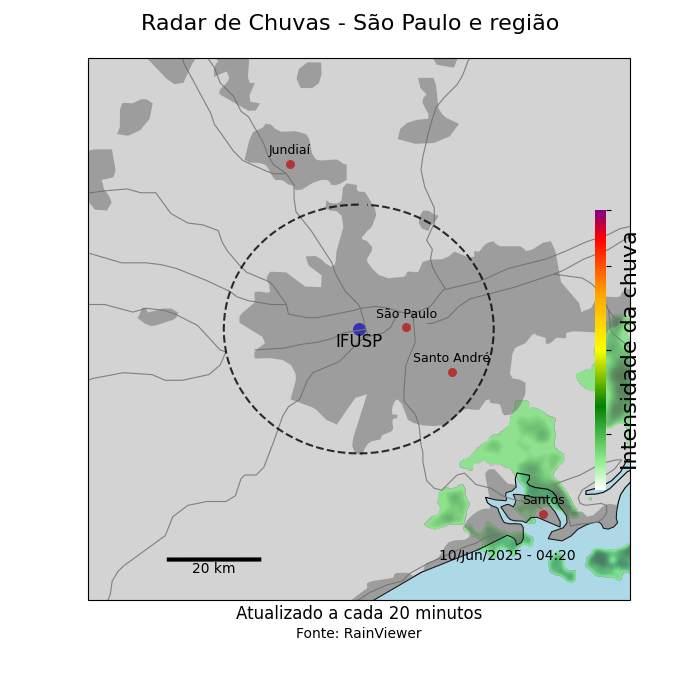 Radar de Chuvas - São Paulo e região
Jundiaí
São Paulo
IFUSP
Santo André
Intensidade da chuva
Santos
10/Jun/2025 - 04:20
20 km
Atualizado a cada 20 minutos
Fonte: RainViewer